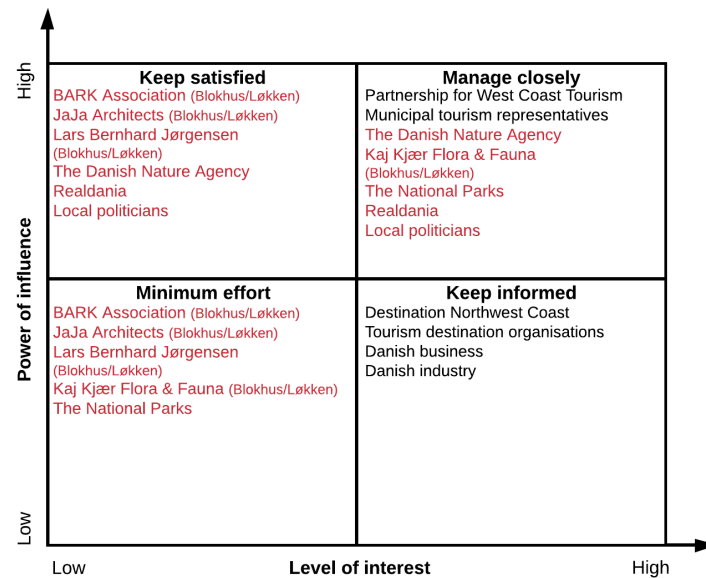 High
Keep satisfied
BARK Association (Blokhus/Løkken)
JaJa Architects (Blokhus/Løkken)
Lars Bernhard Jørgensen
(Blokhus/Løkken)
The Danish Nature Agency
Realdania
Local politicians
Manage closely
Partnership for West Coast Tourism
Municipal tourism representatives
The Danish Nature Agency
Kaj Kjær Flora & Fauna
(Blokhus/Løkken)
The National Parks
Realdania
Local politicians
Power of influence
Minimum effort
BARK Association (Blokhus/Løkken)
JaJa Architects (Blokhus/Løkken)
Lars Bernhard Jørgensen
(Blokhus/Løkken)
Kaj Kjær Flora & Fauna (Blokhus/Løkken)
The National Parks
Keep informed
Destination Northwest Coast
Tourism destination organisations
Danish business
Danish industry
Low
Low
Level of interest
High